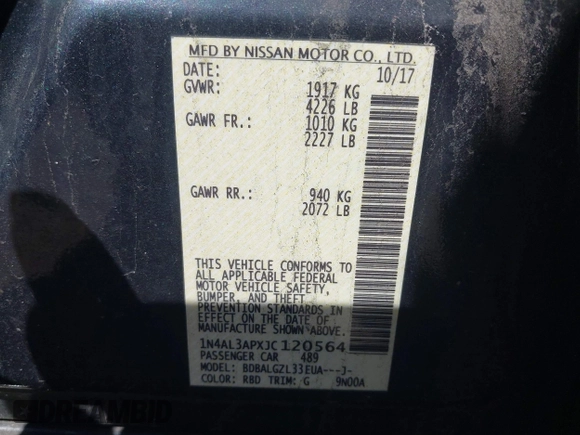 MFD BY NISSAN MOTOR CO., LTD.
DATE: 10/17
GVWR: 1917 KG
4226 LB
GAWR FR.: 1010 KG
2227 LB
GAWR RR.: 940 KG
2072 LB
THIS VEHICLE CONFORMS TO
ALL APPLICABLE FEDERAL
MOTOR VEHICLE SAFETY,
BUMPER, AND THEFT
PREVENTION STANDARDS IN
EFFECT ON THE DATE OF
MANUFACTURE SHOWN ABOVE.
1N4AL3APXJC120564
PASSENGER CAR 489
MODEL: BDBALGZL33EUA---J-
COLOR: RBD TRIM: G 9N00A
IDREAMBID